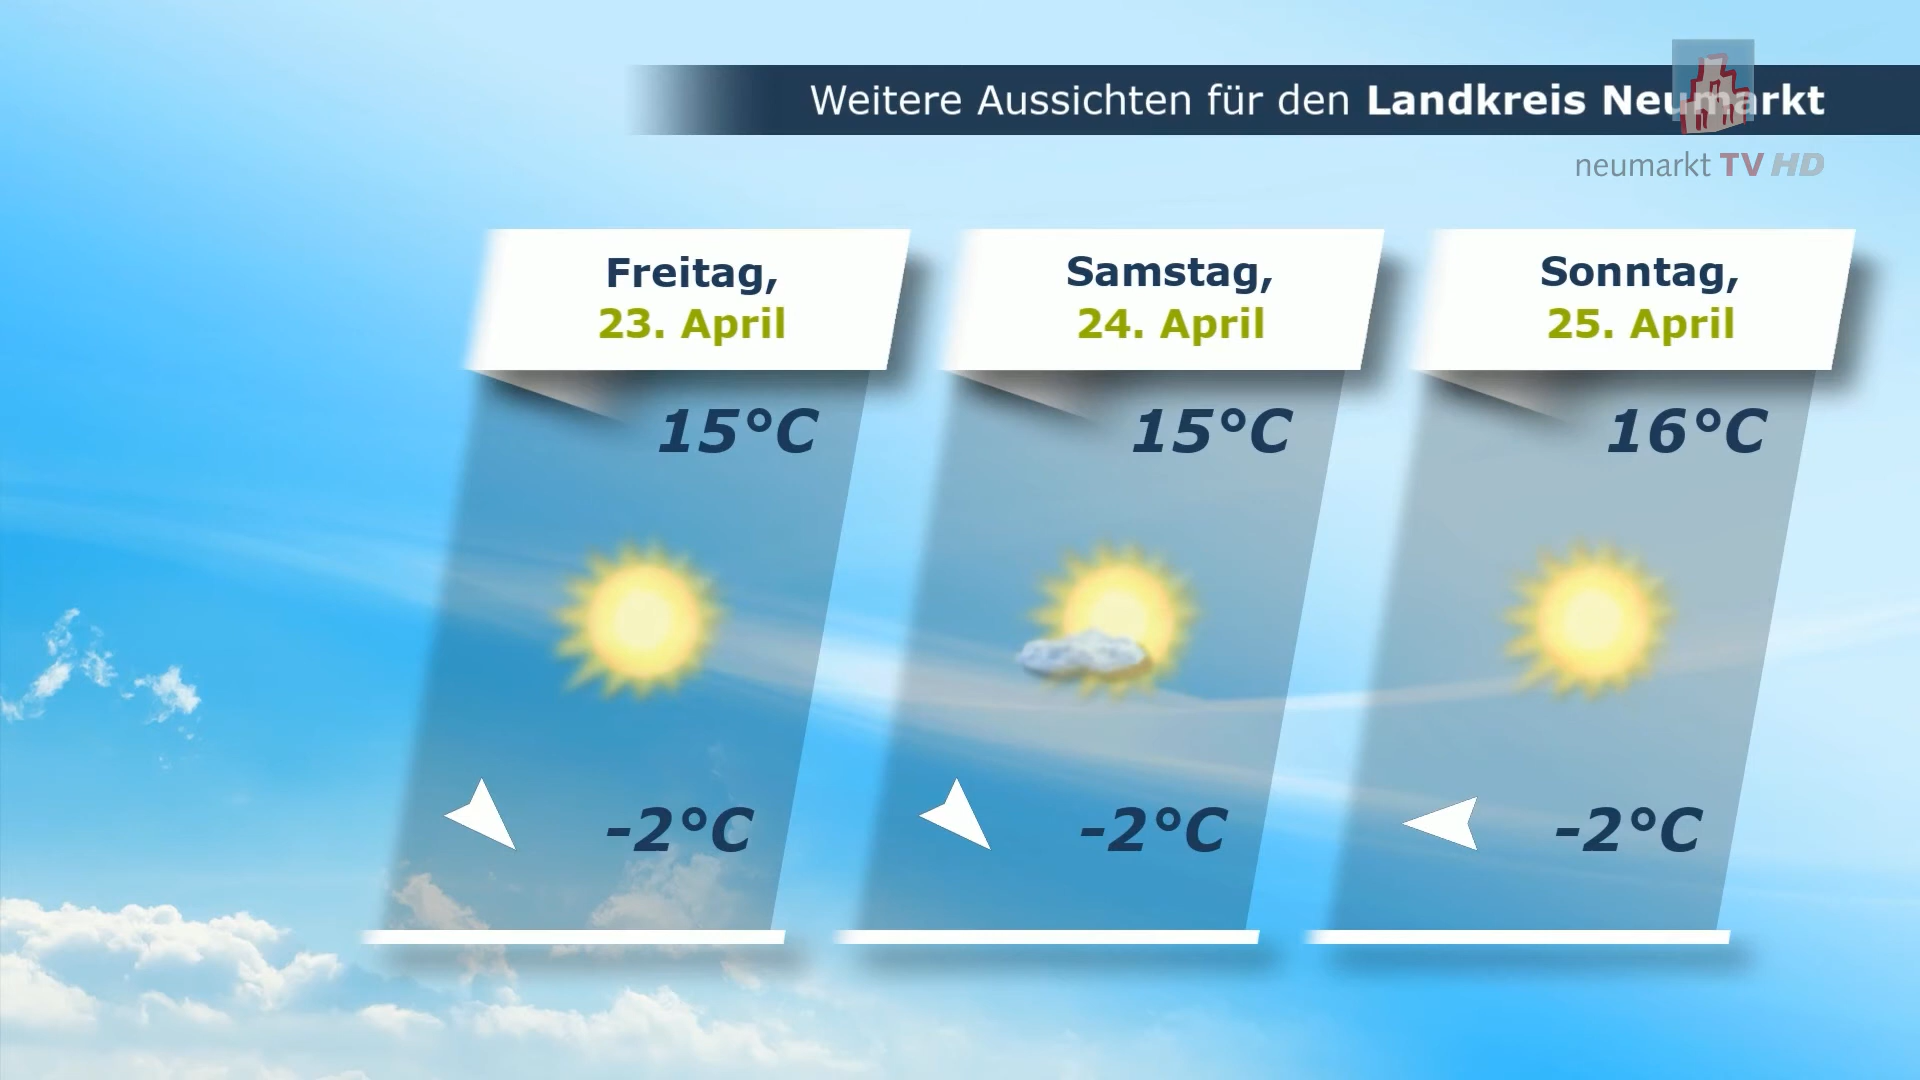 Weitere Aussichten für den Landkreis Neumarkt
neumarkt TV HD
Freitag,
23. April
15°C
-2°C
Samstag,
24. April
15°C
-2°C
Sonntag,
25. April
16°C
-2°C